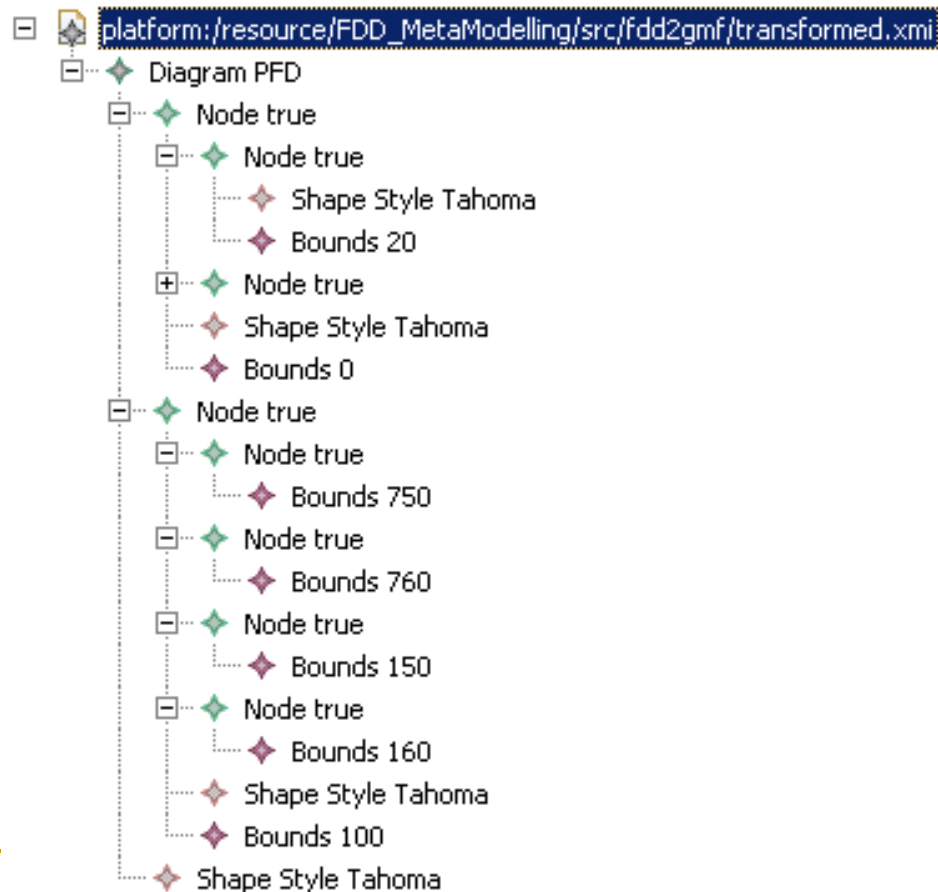 platform:/resource/FDD_MetaModelling/src/fdd2gmf/transformed.xmi
Diagram PFD
Node true
Node true
Shape Style Tahoma
Bounds 20
Node true
Shape Style Tahoma
Bounds 0
Node true
Node true
Bounds 750
Node true
Bounds 760
Node true
Bounds 150
Node true
Bounds 160
Shape Style Tahoma
Bounds 100
Shape Style Tahoma